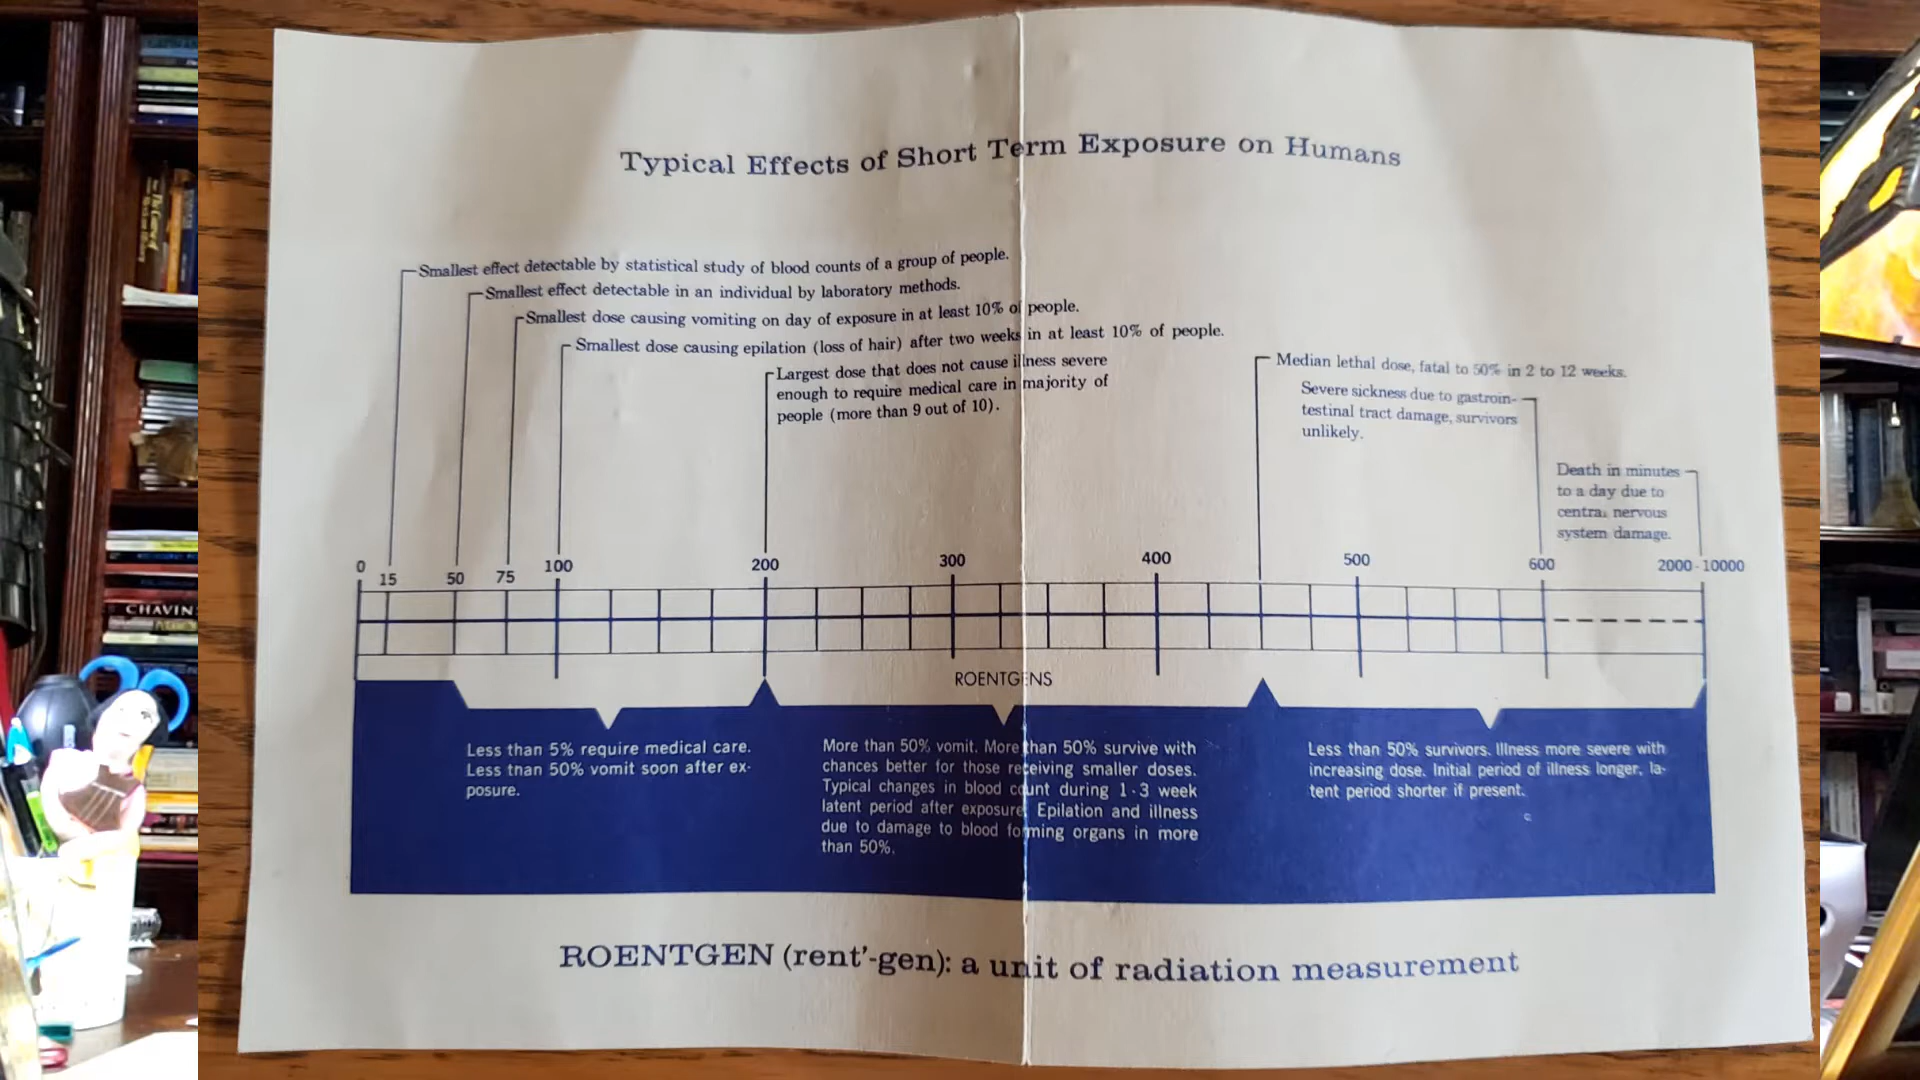 Typical Effects of Short Term Exposure on Humans
Smallest effect detectable by statistical study of blood counts of a group of people.
Smallest effect detectable in an individual by laboratory methods.
Smallest dose causing vomiting on day of exposure in at least 10% of people.
Smallest dose causing epilation (loss of hair) after two weeks in at least 10% of people.
Largest dose that does not cause illness severe
enough to require medical care in majority of
people (more than 9 out of 10).
Median lethal dose, fatal to 50% in 2 to 12 weeks.
Severe sickness due to gastroin-
testinal tract damage, survivors
unlikely.
Death in minutes
to a day due to
central nervous
system damage.
0 15 50 75 100 200 300 400 500 600 2000-10000
ROENTGENS
Less than 5% require medical care.
Less than 50% vomit soon after ex-
posure.
More than 50% vomit. More than 50% survive with
chances better for those receiving smaller doses.
Typical changes in blood count during 1-3 week
latent period after exposure. Epilation and illness
due to damage to blood forming organs in more
than 50%.
Less than 50% survivors. Illness more severe with
increasing dose. Initial period of illness longer, la-
tent period shorter if present.
ROENTGEN (rent'-gen): a unit of radiation measurement
CHAVIN